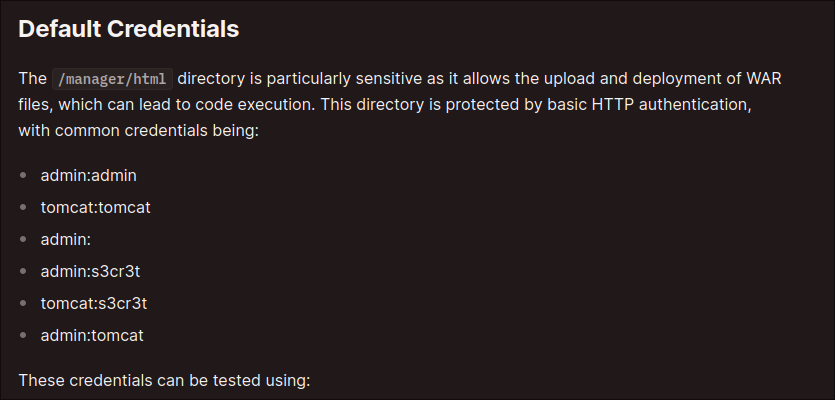 Default Credentials
The /manager/html directory is particularly sensitive as it allows the upload and deployment of WAR
files, which can lead to code execution. This directory is protected by basic HTTP authentication,
with common credentials being:
admin:admin
tomcat:tomcat
admin:
admin:s3cr3t
tomcat:s3cr3t
admin:tomcat
These credentials can be tested using: